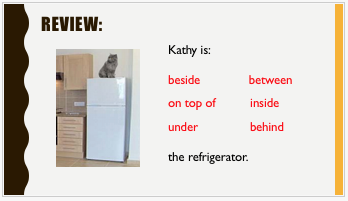 REVIEW:
Kathy is:
beside between
on top of inside
under behind
the refrigerator.